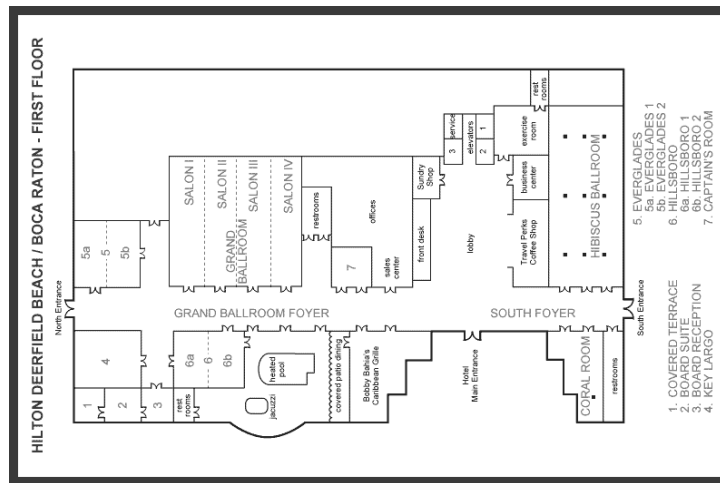 HILTON DEERFIELD BEACH / BOCA RATON - FIRST FLOOR
North Entrance
5a
5
5b
SALON I
SALON II
SALON III
SALON IV
GRAND
BALLROOM
restrooms
offices
7
sales
center
front desk
Sundry
Shop
service
elevators
3
1
2
lobby
exercise
room
rest
rooms
business
center
Travel Perks
Coffee Shop
HIBISCUS BALLROOM
GRAND BALLROOM FOYER
SOUTH FOYER
South Entrance
4
1
2
3
6a
6
6b
rest
rooms
heated
pool
jacuzzi
covered patio dining
Bobby Bahia's
Caribbean Grille
Hotel
Main Entrance
CORAL ROOM
restrooms
1. COVERED TERRACE
2. BOARD SUITE
3. BOARD RECEPTION
4. KEY LARGO
5. EVERGLADES
5a. EVERGLADES 1
5b. EVERGLADES 2
6. HILLSBORO
6a. HILLSBORO 1
6b. HILLSBORO 2
7. CAPTAIN'S ROOM